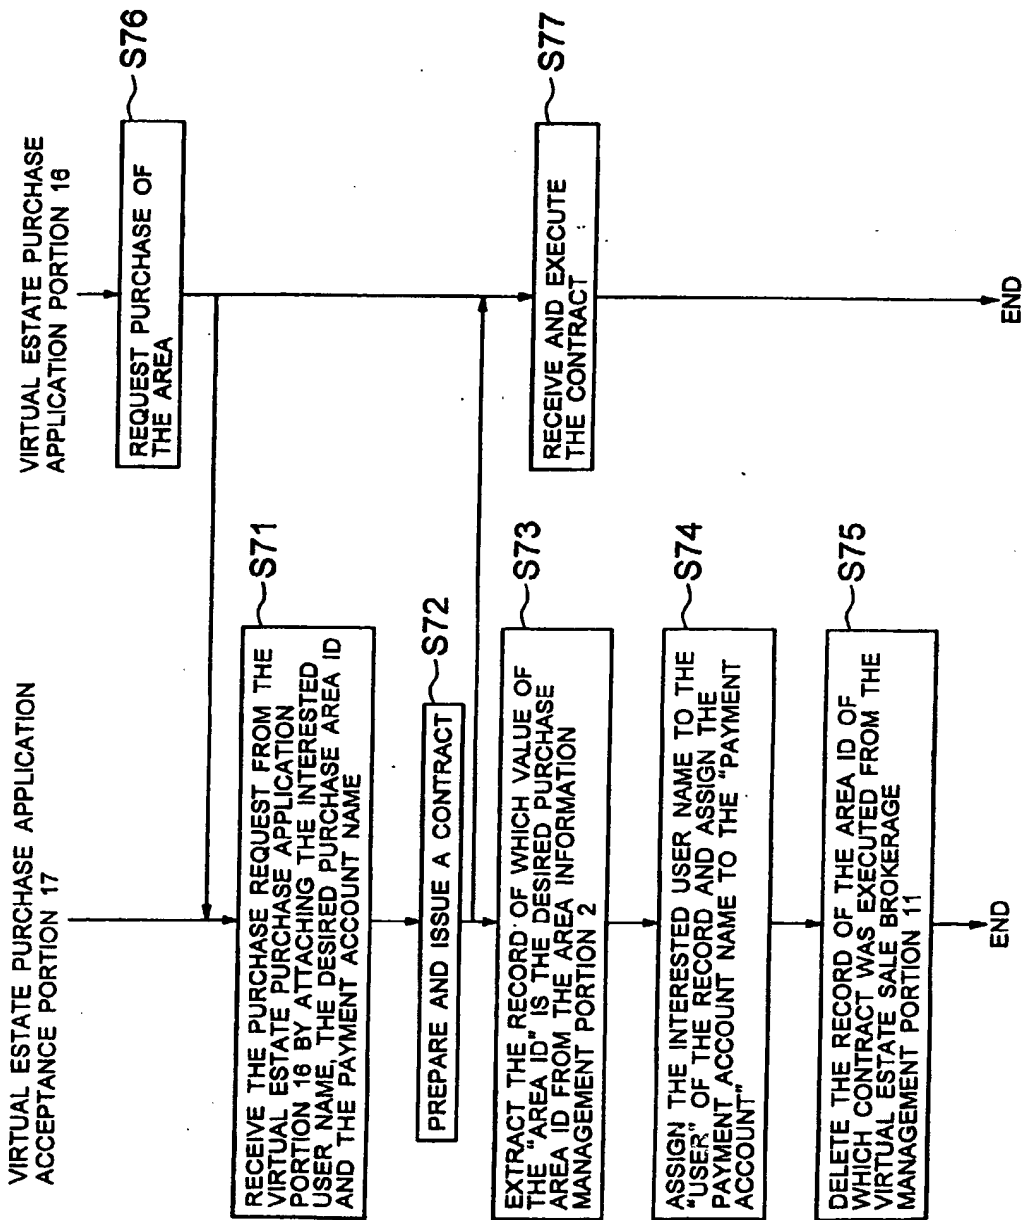 VIRTUAL ESTATE PURCHASE APPLICATION
ACCEPTANCE PORTION 17
VIRTUAL ESTATE PURCHASE
APPLICATION PORTION 16
S76
REQUEST PURCHASE OF
THE AREA
S71
RECEIVE THE PURCHASE REQUEST FROM THE
VIRTUAL ESTATE PURCHASE APPLICATION
PORTION 16 BY ATTACHING THE INTERESTED
USER NAME, THE DESIRED PURCHASE AREA ID
AND THE PAYMENT ACCOUNT NAME
S72
PREPARE AND ISSUE A CONTRACT
S73
EXTRACT THE RECORD OF WHICH VALUE OF
THE "AREA ID" IS THE DESIRED PURCHASE
AREA ID FROM THE AREA INFORMATION
MANAGEMENT PORTION 2
S77
RECEIVE AND EXECUTE
THE CONTRACT
S74
ASSIGN THE INTERESTED USER NAME TO THE
"USER" OF THE RECORD AND ASSIGN THE
PAYMENT ACCOUNT NAME TO THE "PAYMENT
ACCOUNT"
S75
DELETE THE RECORD OF THE AREA ID OF
WHICH CONTRACT WAS EXECUTED FROM THE
VIRTUAL ESTATE SALE BROKERAGE
MANAGEMENT PORTION 11
END
END